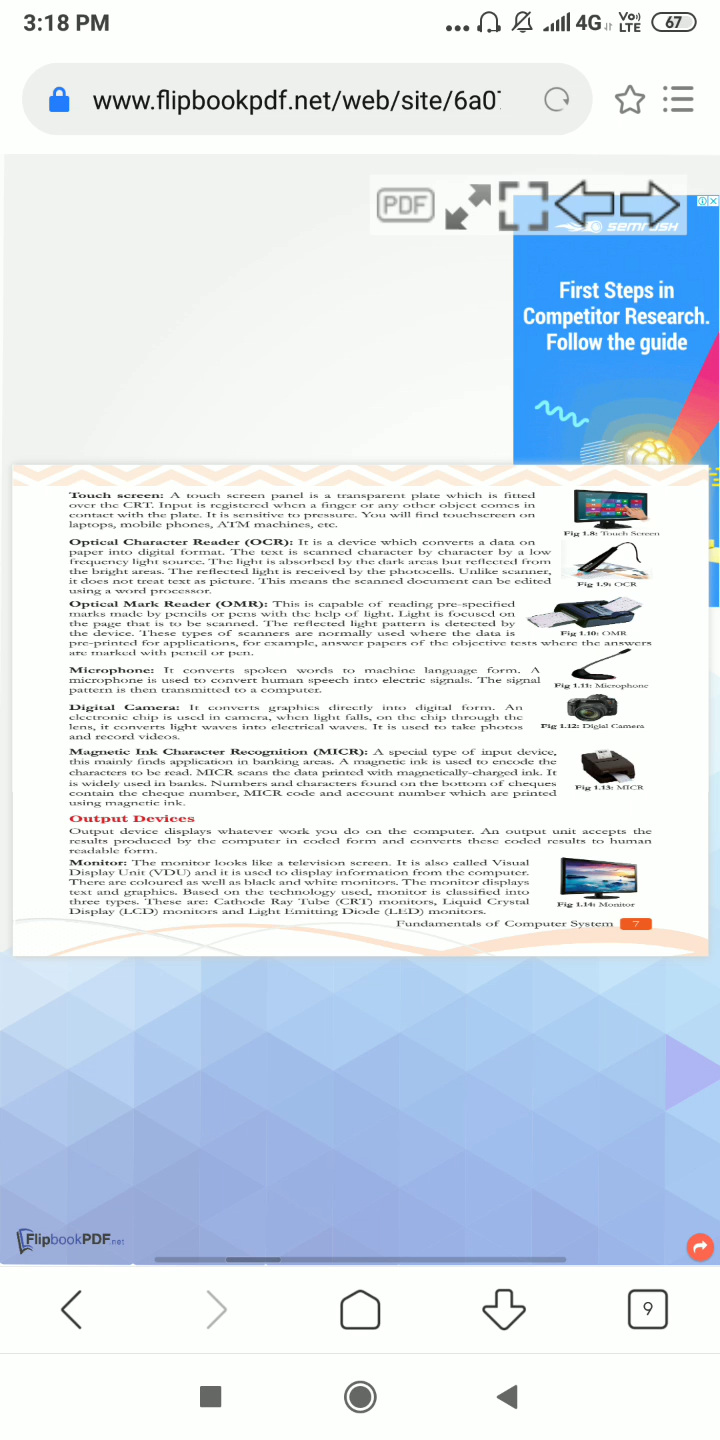 3:18 PM
4G
Vo))
LTE
67
www.flipbookpdf.net/web/site/6a0
PDF
SEMRUSH
First Steps in
Competitor Research.
Follow the guide
Touch screen: A touch screen panel is a transparent plate which is fitted
over the CRT. Input is registered when a finger or any other object comes in
contact with the plate. It is sensitive to pressure. You will find touchscreen on
laptops, mobile phones, ATM machines, etc.
Fig 1.8: Touch Screen
Optical Character Reader (OCR): It is a device which converts a data on
paper into digital format. The text is scanned character by character by a low
frequency light source. The light is absorbed by the dark areas but reflected from
the bright areas. The reflected light is received by the photocells. Unlike scanner,
it does not treat text as picture. This means the scanned document can be edited
using a word processor.
Fig 1.9: OCR
Optical Mark Reader (OMR): This is capable of reading pre-specified
marks made by pencils or pens with the help of light. Light is focused on
the page that is to be scanned. The reflected light pattern is detected by
the device. These types of scanners are normally used where the data is
pre-printed for applications, for example, answer papers of the objective tests where the answers
are marked with pencil or pen.
Fig 1.10: OMR
Microphone: It converts spoken words to machine language form. A
microphone is used to convert human speech into electric signals. The signal
pattern is then transmitted to a computer.
Fig 1.11: Microphone
Digital Camera: It converts graphics directly into digital form. An
electronic chip is used in camera, when light falls, on the chip through the
lens, it converts light waves into electrical waves. It is used to take photos
and record videos.
Fig 1.12: Digial Camera
Magnetic Ink Character Recognition (MICR): A special type of input device,
this mainly finds application in banking areas. A magnetic ink is used to encode the
characters to be read. MICR scans the data printed with magnetically-charged ink. It
is widely used in banks. Numbers and characters found on the bottom of cheques
contain the cheque number, MICR code and account number which are printed
using magnetic ink.
Fig 1.13: MICR
Output Devices
Output device displays whatever work you do on the computer. An output unit accepts the
results produced by the computer in coded form and converts these coded results to human
readable form.
Monitor: The monitor looks like a television screen. It is also called Visual
Display Unit (VDU) and it is used to display information from the computer.
There are coloured as well as black and white monitors. The monitor displays
text and graphics. Based on the technology used, monitor is classified into
three types. These are: Cathode Ray Tube (CRT) monitors, Liquid Crystal
Display (LCD) monitors and Light Emitting Diode (LED) monitors.
Fig 1.14: Monitor
Fundamentals of Computer System 7
FlipbookPDF.net
9